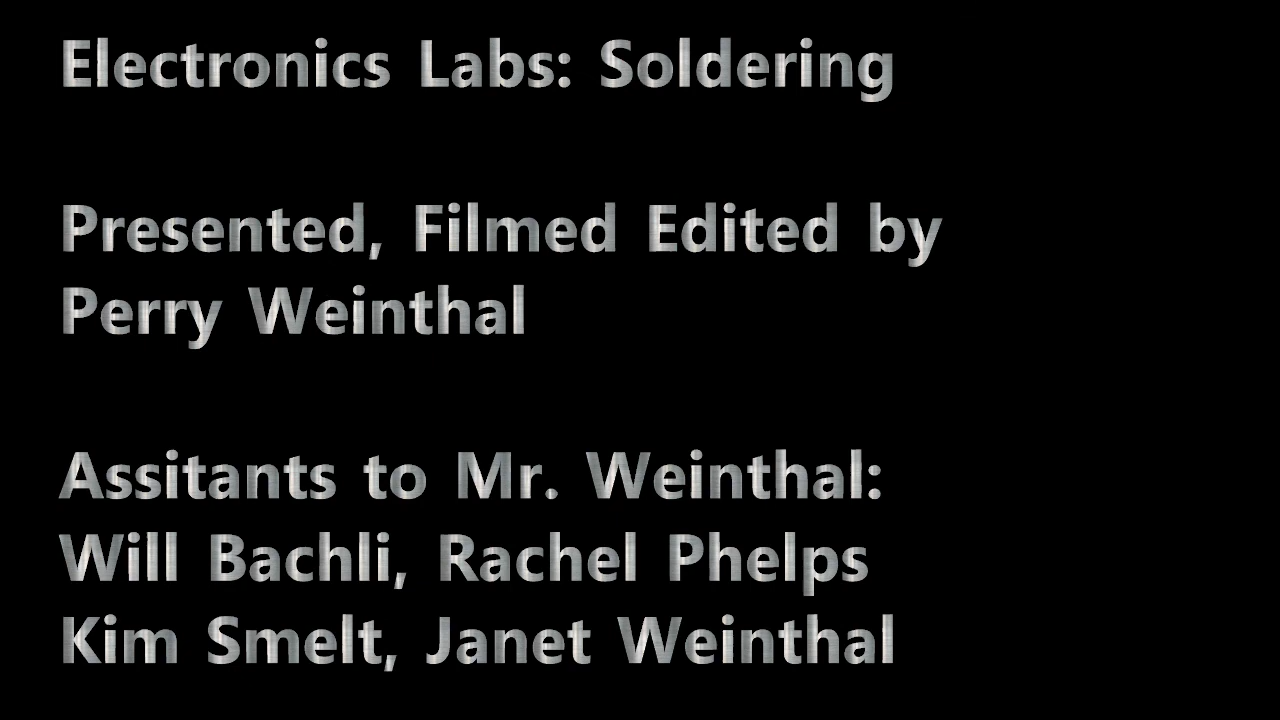 Electronics Labs: Soldering
Presented, Filmed Edited by
Perry Weinthal
Assitants to Mr. Weinthal:
Will Bachli, Rachel Phelps
Kim Smelt, Janet Weinthal